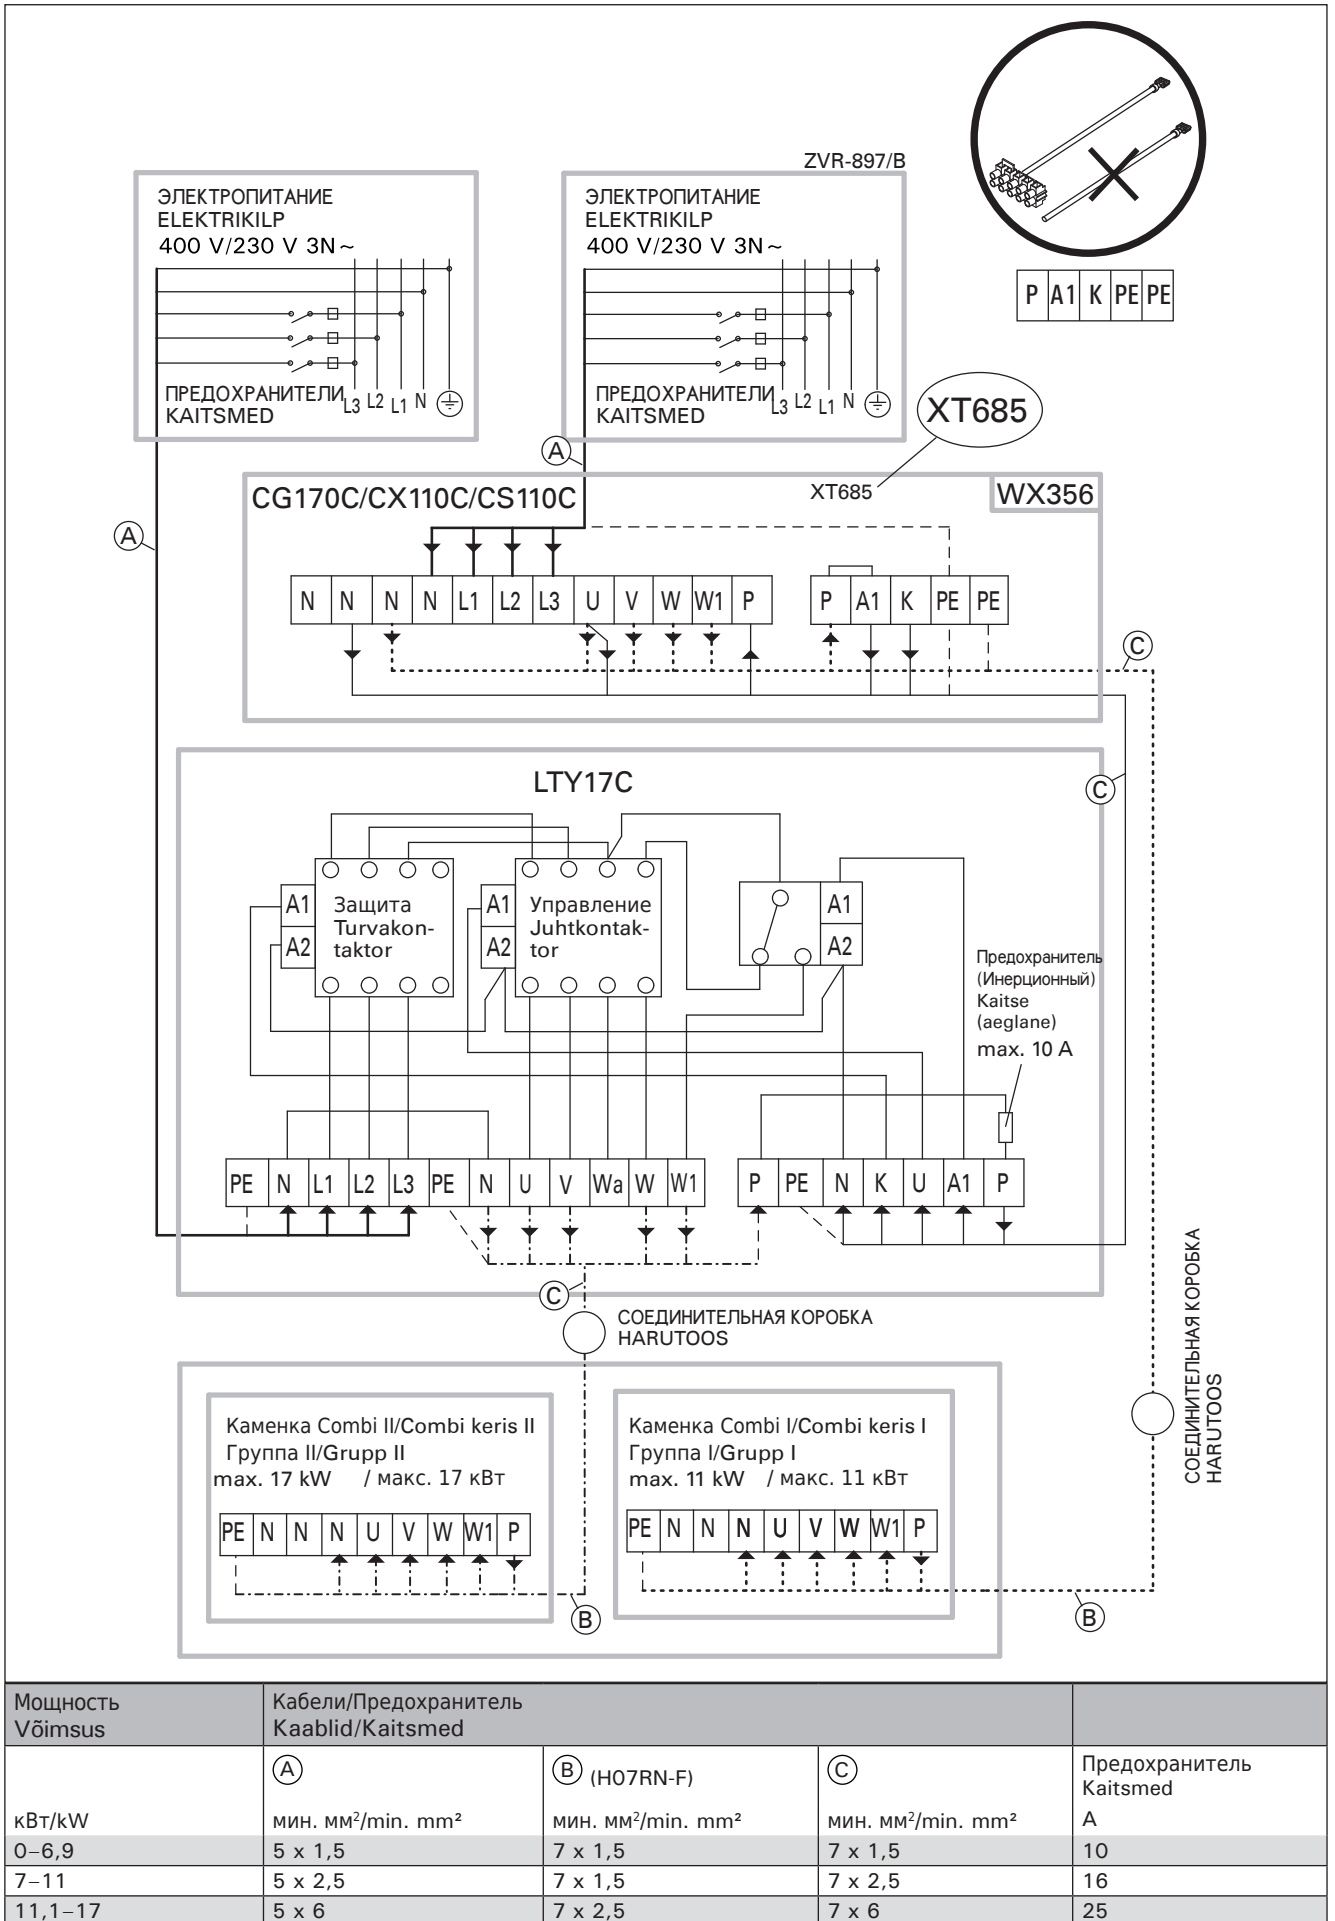 ZVR-897/B
ЭЛЕКТРОПИТАНИЕ
ELEKTRIKILP
400 V/230 V 3N~
ПРЕДОХРАНИТЕЛИ
KAITSMED
L3 L2 L1 N
ЭЛЕКТРОПИТАНИЕ
ELEKTRIKILP
400 V/230 V 3N~
ПРЕДОХРАНИТЕЛИ
KAITSMED
L3 L2 L1 N
P A1 K PE PE
XT685
A
A
CG170C/CX110C/CS110C
XT685
WX356
N N N N L1 L2 L3 U V W W1 P
P A1 K PE PE
C
LTY17C
C
A1
A2
Защита
Turvakon-
taktor
A1
A2
Управление
Juhtkontak-
tor
A1
A2
Предохранитель
(Инерционный)
Kaitse
(aeglane)
max. 10 A
PE N L1 L2 L3 PE N U V Wa W W1
P PE N K U A1 P
C
СОЕДИНИТЕЛЬНАЯ КОРОБКА
HARUTOOS
СОЕДИНИТЕЛЬНАЯ КОРОБКА
HARUTOOS
Каменка Combi II/Combi keris II
Группа II/Grupp II
max. 17 kW / макс. 17 кВт
PE N N N U V W W1 P
B
Каменка Combi I/Combi keris I
Группа I/Grupp I
max. 11 kW / макс. 11 кВт
PE N N N U V W W1 P
B
Мощность
Võimsus
Кабели/Предохранитель
Kaablid/Kaitsmed
A
B (H07RN-F)
C
Предохранитель
Kaitsmed
кВт/kW мин. мм²/min. mm² мин. мм²/min. mm² мин. мм²/min. mm² A
0–6,9 5 x 1,5 7 x 1,5 7 x 1,5 10
7–11 5 x 2,5 7 x 1,5 7 x 2,5 16
11,1–17 5 x 6 7 x 2,5 7 x 6 25